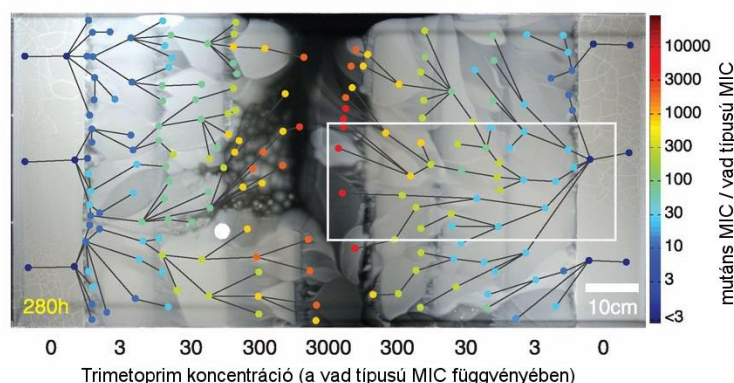 10000
3000
1000
300
100
30
10
3
<3
mutáns MIC / vad típusú MIC
280h
10cm
0 3 30 300 3000 300 30 3 0
Trimetoprim koncentráció (a vad típusú MIC függvényében)